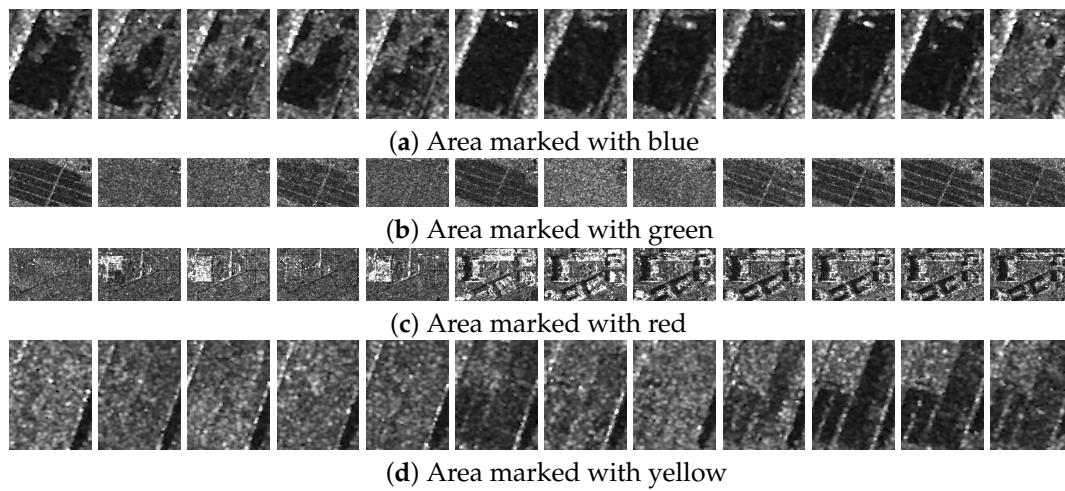 (a) Area marked with blue
(b) Area marked with green
(c) Area marked with red
(d) Area marked with yellow